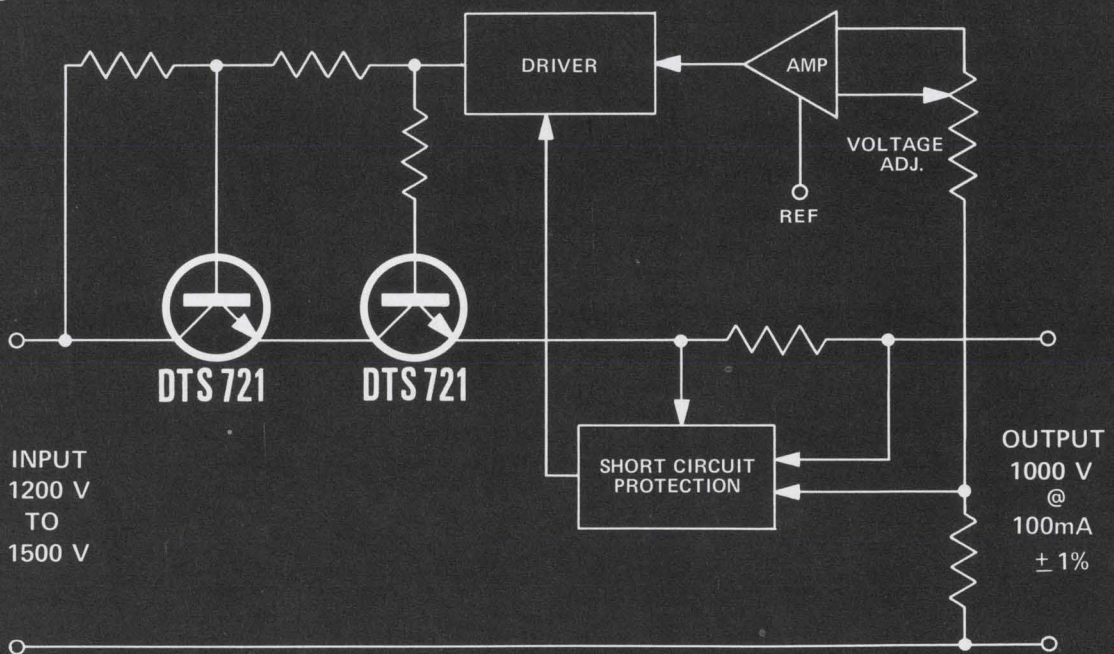 DRIVER
AMP
VOLTAGE
ADJ.
REF
DTS 721
DTS 721
INPUT
1200 V
TO
1500 V
SHORT CIRCUIT
PROTECTION
OUTPUT
1000 V
@
100mA
± 1%